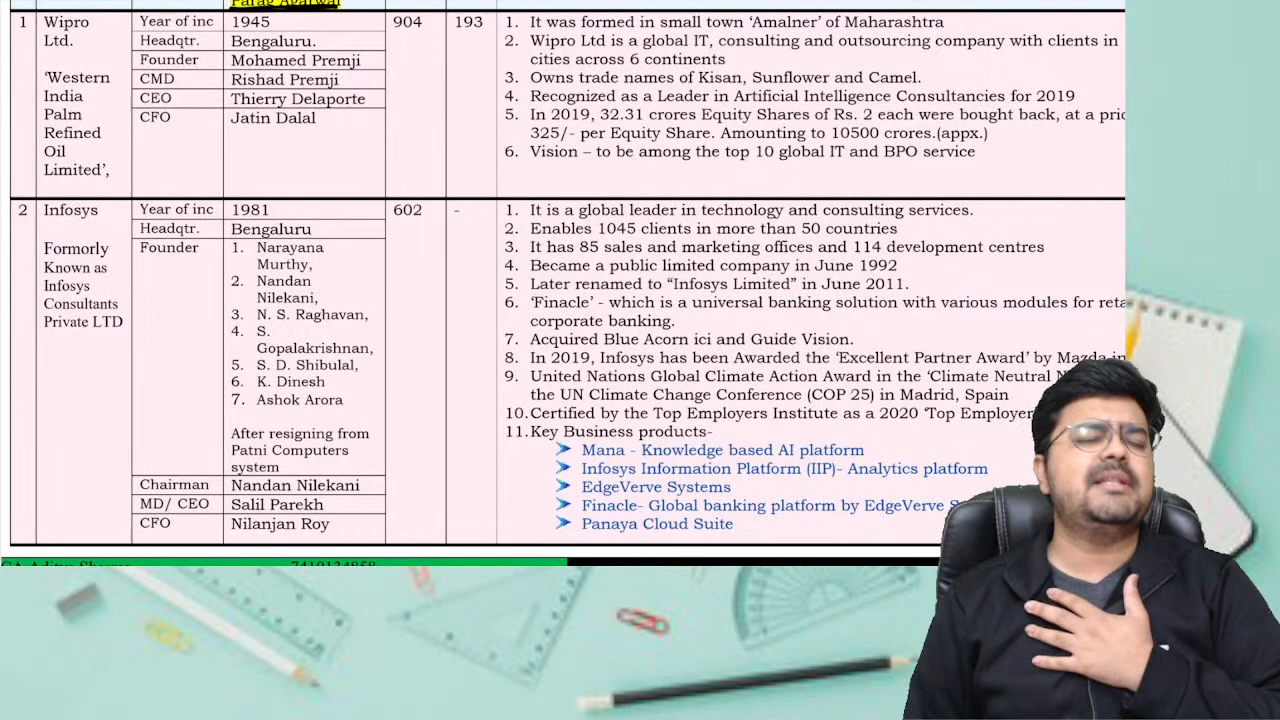 Parag Agarwal
1 Wipro Ltd. Year of inc 1945 904 193 1. It was formed in small town ‘Amalner’ of Maharashtra
Headqtr. Bengaluru. 2. Wipro Ltd is a global IT, consulting and outsourcing company with clients in
Founder Mohamed Premji cities across 6 continents
‘Western India Palm Refined Oil Limited’, CMD Rishad Premji 3. Owns trade names of Kisan, Sunflower and Camel.
CEO Thierry Delaporte 4. Recognized as a Leader in Artificial Intelligence Consultancies for 2019
CFO Jatin Dalal 5. In 2019, 32.31 crores Equity Shares of Rs. 2 each were bought back, at a
325/- per Equity Share. Amounting to 10500 crores.(appx.)
6. Vision – to be among the top 10 global IT and BPO service
2 Infosys Year of inc 1981 602 - 1. It is a global leader in technology and consulting services.
Headqtr. Bengaluru 2. Enables 1045 clients in more than 50 countries
Formorly Known as Infosys Consultants Private LTD Founder 1. Narayana Murthy, 3. It has 85 sales and marketing offices and 114 development centres
4. Became a public limited company in June 1992
2. Nandan Nilekani, 5. Later renamed to “Infosys Limited” in June 2011.
3. N. S. Raghavan, 6. ‘Finacle’ - which is a universal banking solution with various modules for
corporate banking.
4. S. Gopalakrishnan, 7. Acquired Blue Acorn ici and Guide Vision.
5. S. D. Shibulal, 8. In 2019, Infosys has been Awarded the ‘Excellent Partner Award’ by Mazda in
6. K. Dinesh 9. United Nations Global Climate Action Award in the ‘Climate Neutral
7. Ashok Arora the UN Climate Change Conference (COP 25) in Madrid, Spain
10. Certified by the Top Employers Institute as a 2020 ‘Top Employer
After resigning from 11. Key Business products-
Patni Computers Mana - Knowledge based AI platform
system Infosys Information Platform (IIP)- Analytics platform
Chairman Nandan Nilekani EdgeVerve Systems
MD/ CEO Salil Parekh Finacle- Global banking platform by EdgeVerve
CFO Nilanjan Roy Panaya Cloud Suite